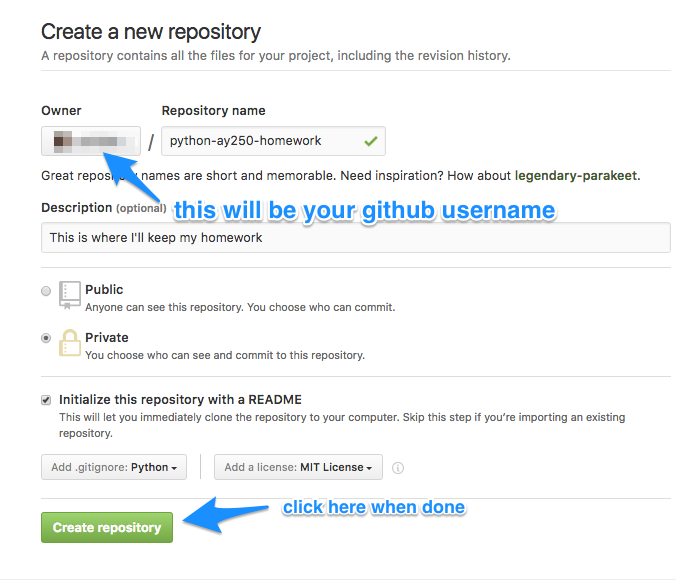 Create a new repository
A repository contains all the files for your project, including the revision history.
Owner
Repository name
/
python-ay250-homework
Great names are short and memorable. Need inspiration? How about legendary-parakeet.
this will be your github username
Description (optional)
This is where I'll keep my homework
Public
Anyone can see this repository. You choose who can commit.
Private
You choose who can see and commit to this repository.
Initialize this repository with a README
This will let you immediately clone the repository to your computer. Skip this step if you're importing an existing
repository.
Add .gitignore: Python
Add a license: MIT License
click here when done
Create repository